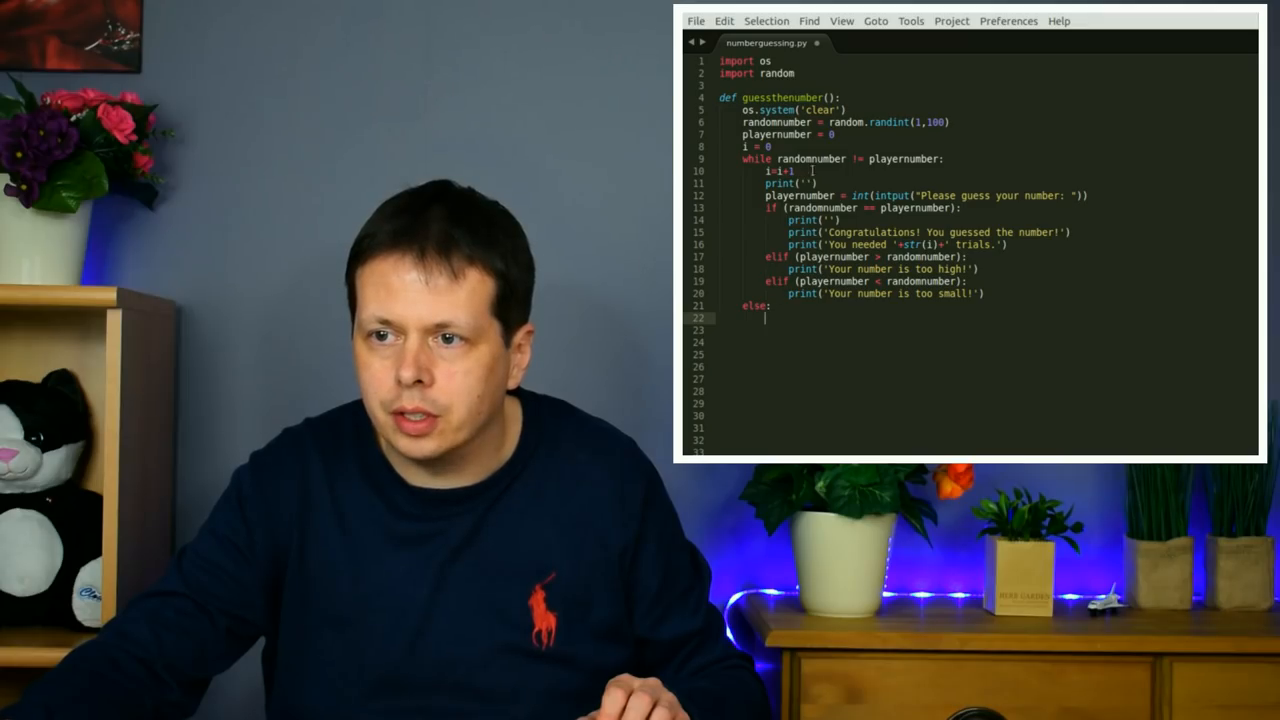 File Edit Selection Find View Goto Tools Project Preferences Help
numberguessing.py
1 import os
2 import random
3
4 def guessthenumber():
5 os.system('clear')
6 randomnumber = random.randint(1,100)
7 playernumber = 0
8 i = 0
9 while randomnumber != playernumber:
10 i=i+1
11 print('')
12 playernumber = int(intput("Please guess your number: "))
13 if (randomnumber == playernumber):
14 print('')
15 print('Congratulations! You guessed the number!')
16 print('You needed '+str(i)+' trials.')
17 elif (playernumber > randomnumber):
18 print('Your number is too high!')
19 elif (playernumber < randomnumber):
20 print('Your number is too small!')
21 else:
22
23
24
25
26
27
28
29
30
31
32
33
HERB GARDEN